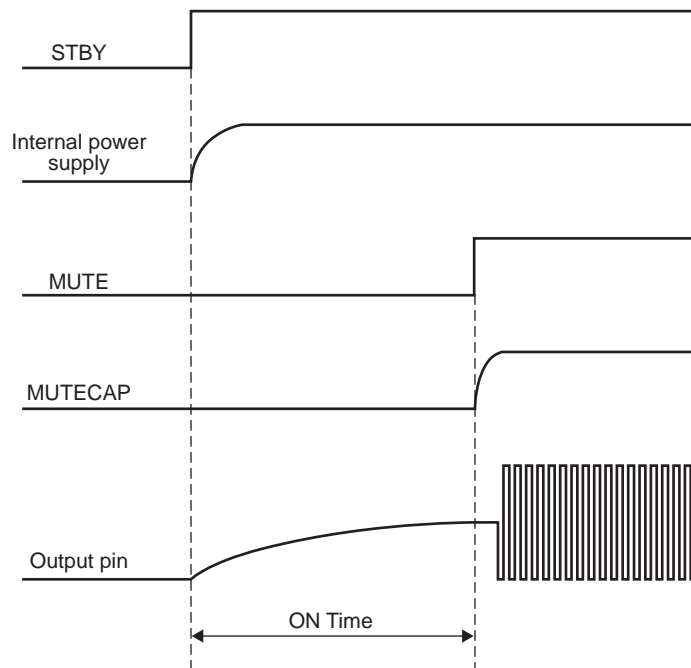 STBY
Internal power
supply
MUTE
MUTECAP
Output pin
ON Time